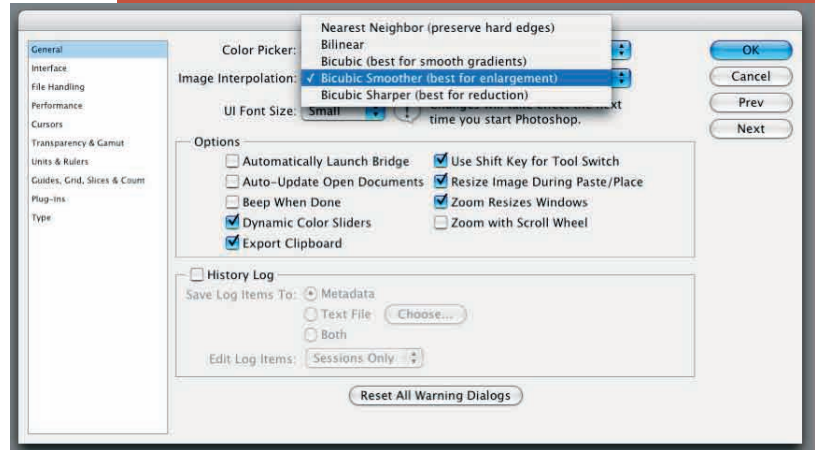 Nearest Neighbor (preserve hard edges)
Bilinear
Bicubic (best for smooth gradients)
✓ Bicubic Smoother (best for enlargement)
Bicubic Sharper (best for reduction)
General
Interface
File Handling
Performance
Cursors
Transparency & Gamut
Units & Rulers
Guides, Grid, Slices & Count
Plug-Ins
Type
Color Picker:
Image Interpolation:
UI Font Size: Small
next
time you start Photoshop.
Options
Automatically Launch Bridge
Auto-Update Open Documents
Beep When Done
Dynamic Color Sliders
Export Clipboard
Use Shift Key for Tool Switch
Resize Image During Paste/Place
Zoom Resizes Windows
Zoom with Scroll Wheel
History Log
Save Log Items To: Metadata
Text File Choose...
Both
Edit Log Items: Sessions Only
Reset All Warning Dialogs
OK
Cancel
Prev
Next